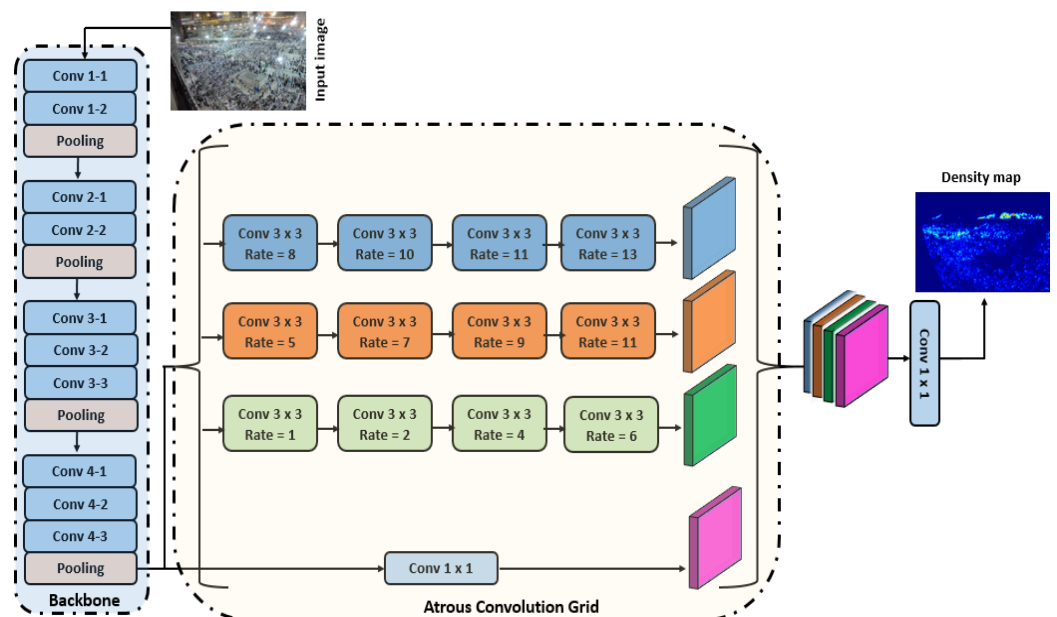 Input image
Conv 1-1
Conv 1-2
Pooling
Conv 2-1
Conv 2-2
Pooling
Conv 3-1
Conv 3-2
Conv 3-3
Pooling
Conv 4-1
Conv 4-2
Conv 4-3
Pooling
Backbone
Conv 3 x 3
Rate = 8
Conv 3 x 3
Rate = 10
Conv 3 x 3
Rate = 11
Conv 3 x 3
Rate = 13
Conv 3 x 3
Rate = 5
Conv 3 x 3
Rate = 7
Conv 3 x 3
Rate = 9
Conv 3 x 3
Rate = 11
Conv 3 x 3
Rate = 1
Conv 3 x 3
Rate = 2
Conv 3 x 3
Rate = 4
Conv 3 x 3
Rate = 6
Conv 1 x 1
Atrous Convolution Grid
Conv 1 x 1
Density map